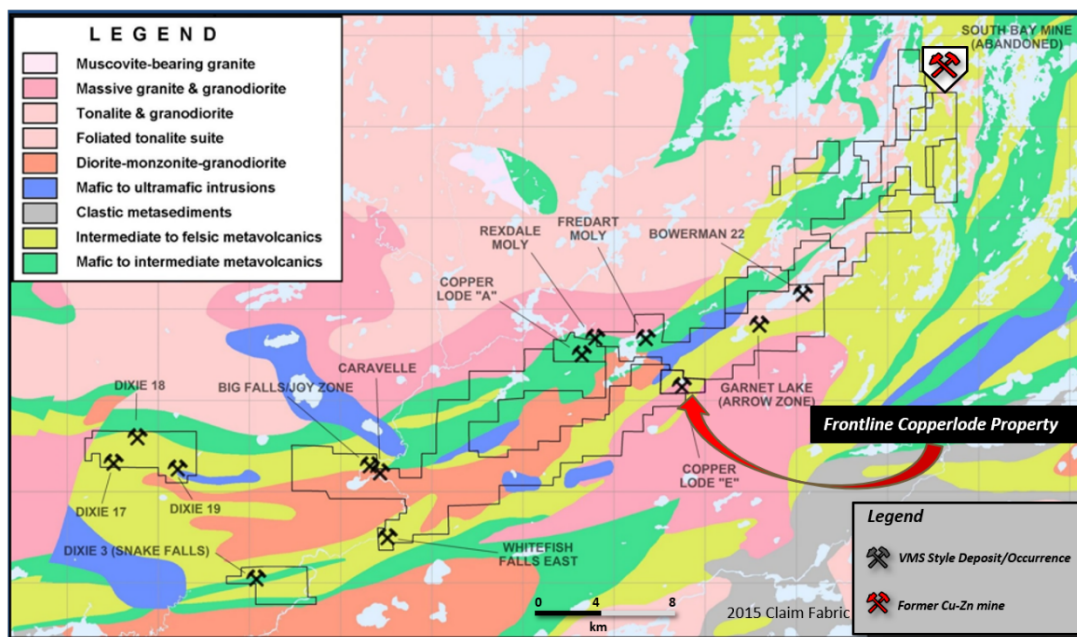 LEGEND
Muscovite-bearing granite
Massive granite & granodiorite
Tonalite & granodiorite
Foliated tonalite suite
Diorite-monzonite-granodiorite
Mafic to ultramafic intrusions
Clastic metasediments
Intermediate to felsic metavolcanics
Mafic to intermediate metavolcanics
SOUTH BAY MINE
(ABANDONED)
FREDART
MOLY
REXDALE
MOLY
BOWERMAN 22
COPPER
LODE "A"
CARAVELLE
BIG FALLS/JOY ZONE
DIXIE 18
GARNET LAKE
(ARROW ZONE)
Frontline Copperlode Property
COPPER
LODE "E"
DIXIE 17
DIXIE 19
DIXIE 3 (SNAKE FALLS)
WHITEFISH
FALLS EAST
Legend
VMS Style Deposit/Occurrence
Former Cu-Zn mine
0 4 8
km
2015 Claim Fabric